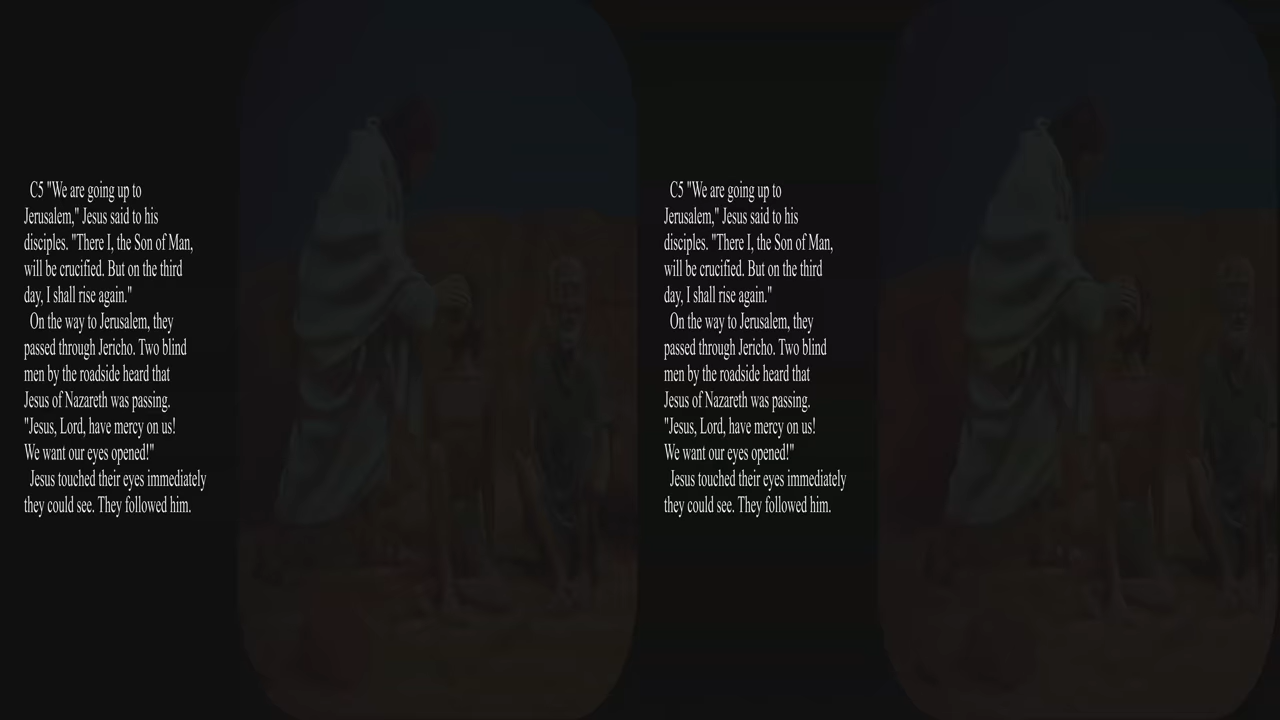 C5 "We are going up to
Jerusalem," Jesus said to his
disciples. "There I, the Son of Man,
will be crucified. But on the third
day, I shall rise again."
On the way to Jerusalem, they
passed through Jericho. Two blind
men by the roadside heard that
Jesus of Nazareth was passing.
"Jesus, Lord, have mercy on us!
We want our eyes opened!"
Jesus touched their eyes immediately
they could see. They followed him.
C5 "We are going up to
Jerusalem," Jesus said to his
disciples. "There I, the Son of Man,
will be crucified. But on the third
day, I shall rise again."
On the way to Jerusalem, they
passed through Jericho. Two blind
men by the roadside heard that
Jesus of Nazareth was passing.
"Jesus, Lord, have mercy on us!
We want our eyes opened!"
Jesus touched their eyes immediately
they could see. They followed him.